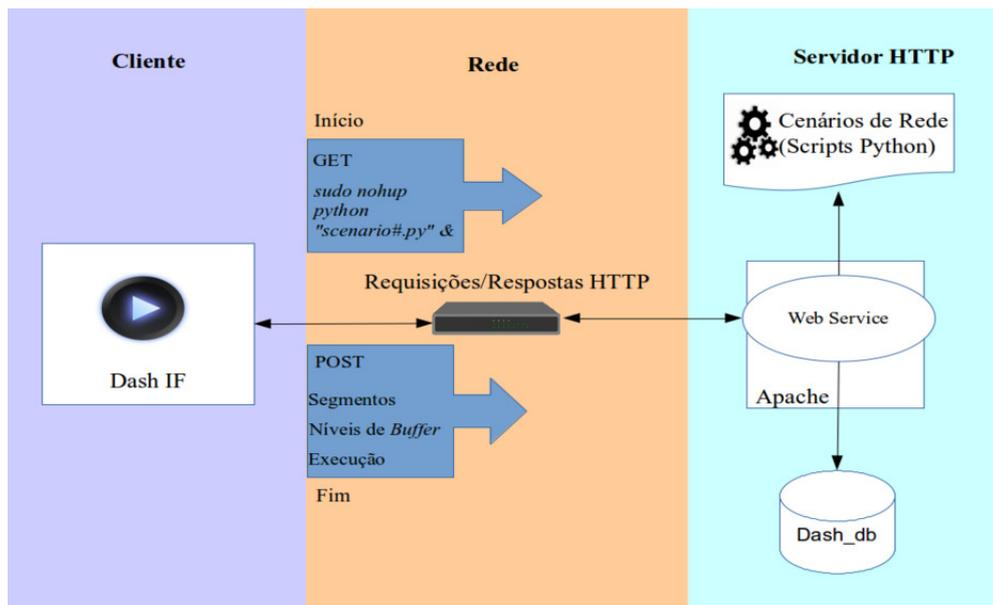 Cliente
Dash IF
Rede
Início
GET
sudo nohup
python
"scenario#.py" &
Requisições/Respostas HTTP
POST
Segmentos
Níveis de Buffer
Execução
Fim
Servidor HTTP
Cenários de Rede
(Scripts Python)
Web Service
Apache
Dash_db